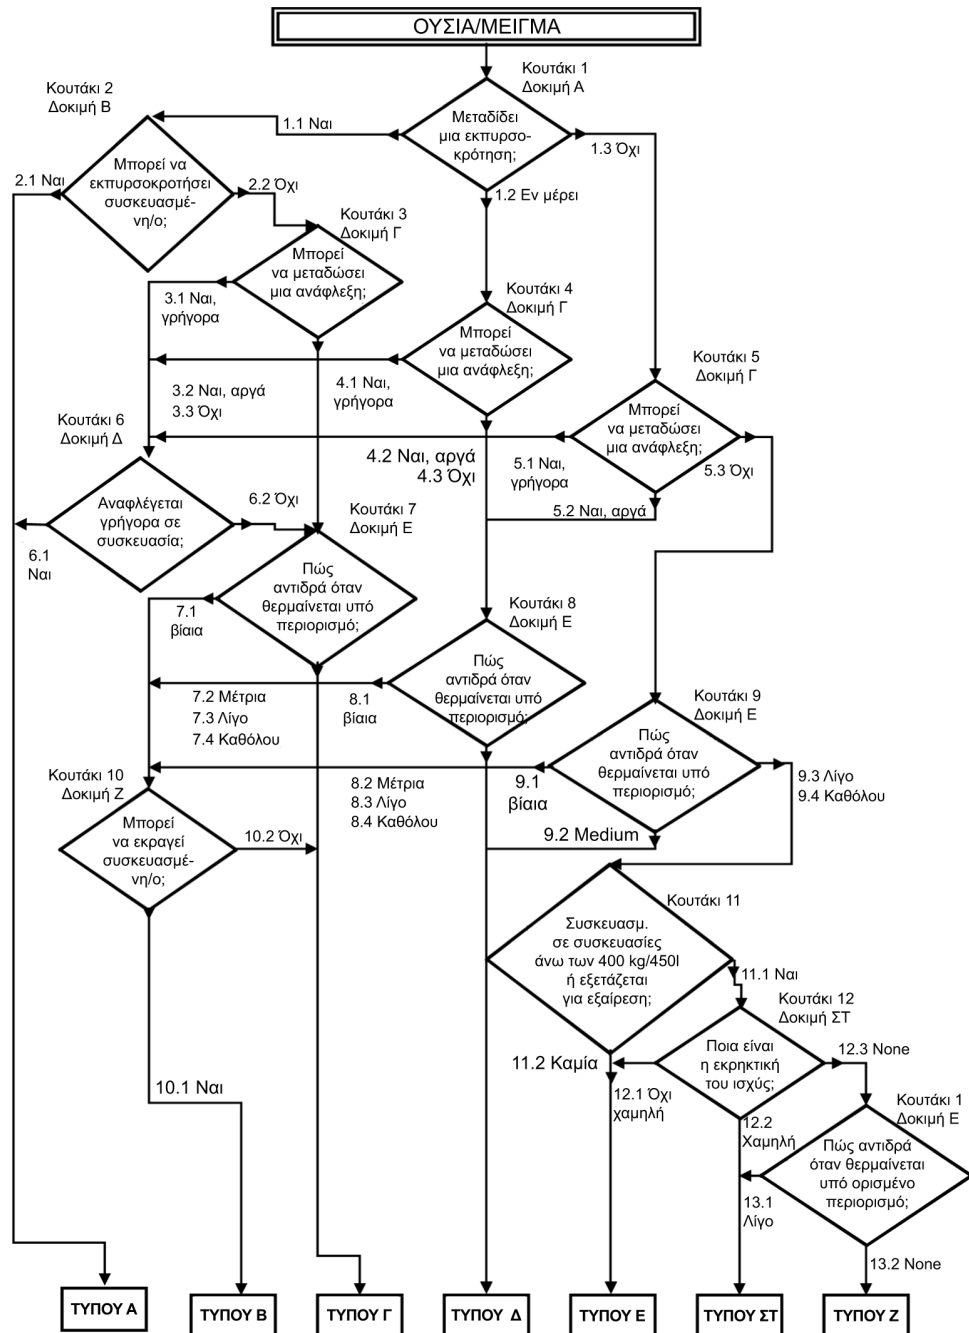 ΟΥΣΙΑ/ΜΕΙΓΜΑ
Κουτάκι 1
Δοκιμή Α
Μεταδίδει
μια εκπυρσο-
κρότηση;
1.1 Ναι
1.3 Όχι
1.2 Εν μέρει
Κουτάκι 2
Δοκιμή Β
Μπορεί να
εκπυρσοκροτήσει
συσκευασμέ-
νη/ο;
2.1 Ναι
2.2 Όχι
Κουτάκι 3
Δοκιμή Γ
Μπορεί
να μεταδώσει
μια ανάφλεξη;
3.1 Ναι,
γρήγορα
3.2 Ναι, αργά
3.3 Όχι
Κουτάκι 4
Δοκιμή Γ
Μπορεί
να μεταδώσει
μια ανάφλεξη;
4.1 Ναι,
γρήγορα
4.2 Ναι, αργά
4.3 Όχι
Κουτάκι 5
Δοκιμή Γ
Μπορεί
να μεταδώσει
μια ανάφλεξη;
5.1 Ναι,
γρήγορα
5.3 Όχι
5.2 Ναι, αργά
Κουτάκι 6
Δοκιμή Δ
Αναφλέγεται
γρήγορα σε
συσκευασία;
6.1
Ναι
6.2 Όχι
Κουτάκι 7
Δοκιμή Ε
Πώς
αντιδρά όταν
θερμαίνεται υπό
περιορισμό;
7.1
βίαια
7.2 Μέτρια
7.3 Λίγο
7.4 Καθόλου
Κουτάκι 8
Δοκιμή Ε
Πώς
αντιδρά όταν
θερμαίνεται υπό
περιορισμό;
8.1
βίαια
8.2 Μέτρια
8.3 Λίγο
8.4 Καθόλου
Κουτάκι 9
Δοκιμή Ε
Πώς
αντιδρά όταν
θερμαίνεται υπό
περιορισμό;
9.1
βίαια
9.2 Medium
9.3 Λίγο
9.4 Καθόλου
Κουτάκι 10
Δοκιμή Ζ
Μπορεί
να εκραγεί
συσκευασμέ-
νη/ο;
10.2 Όχι
10.1 Ναι
Κουτάκι 11
Συσκευασμ.
σε συσκευασίες
άνω των 400 kg/450l
ή εξετάζεται
για εξαίρεση;
11.1 Ναι
11.2 Καμία
Κουτάκι 12
Δοκιμή ΣΤ
Ποια είναι
η εκρηκτική
του ισχύς;
12.1 Όχι
χαμηλή
12.2
Χαμηλή
12.3 None
Κουτάκι 1
Δοκιμή Ε
Πώς αντιδρά
όταν θερμαίνεται
υπό ορισμένο
περιορισμό;
13.1
Λίγο
13.2 None
ΤΥΠΟΥ Α
ΤΥΠΟΥ Β
ΤΥΠΟΥ Γ
ΤΥΠΟΥ Δ
ΤΥΠΟΥ Ε
ΤΥΠΟΥ ΣΤ
ΤΥΠΟΥ Ζ